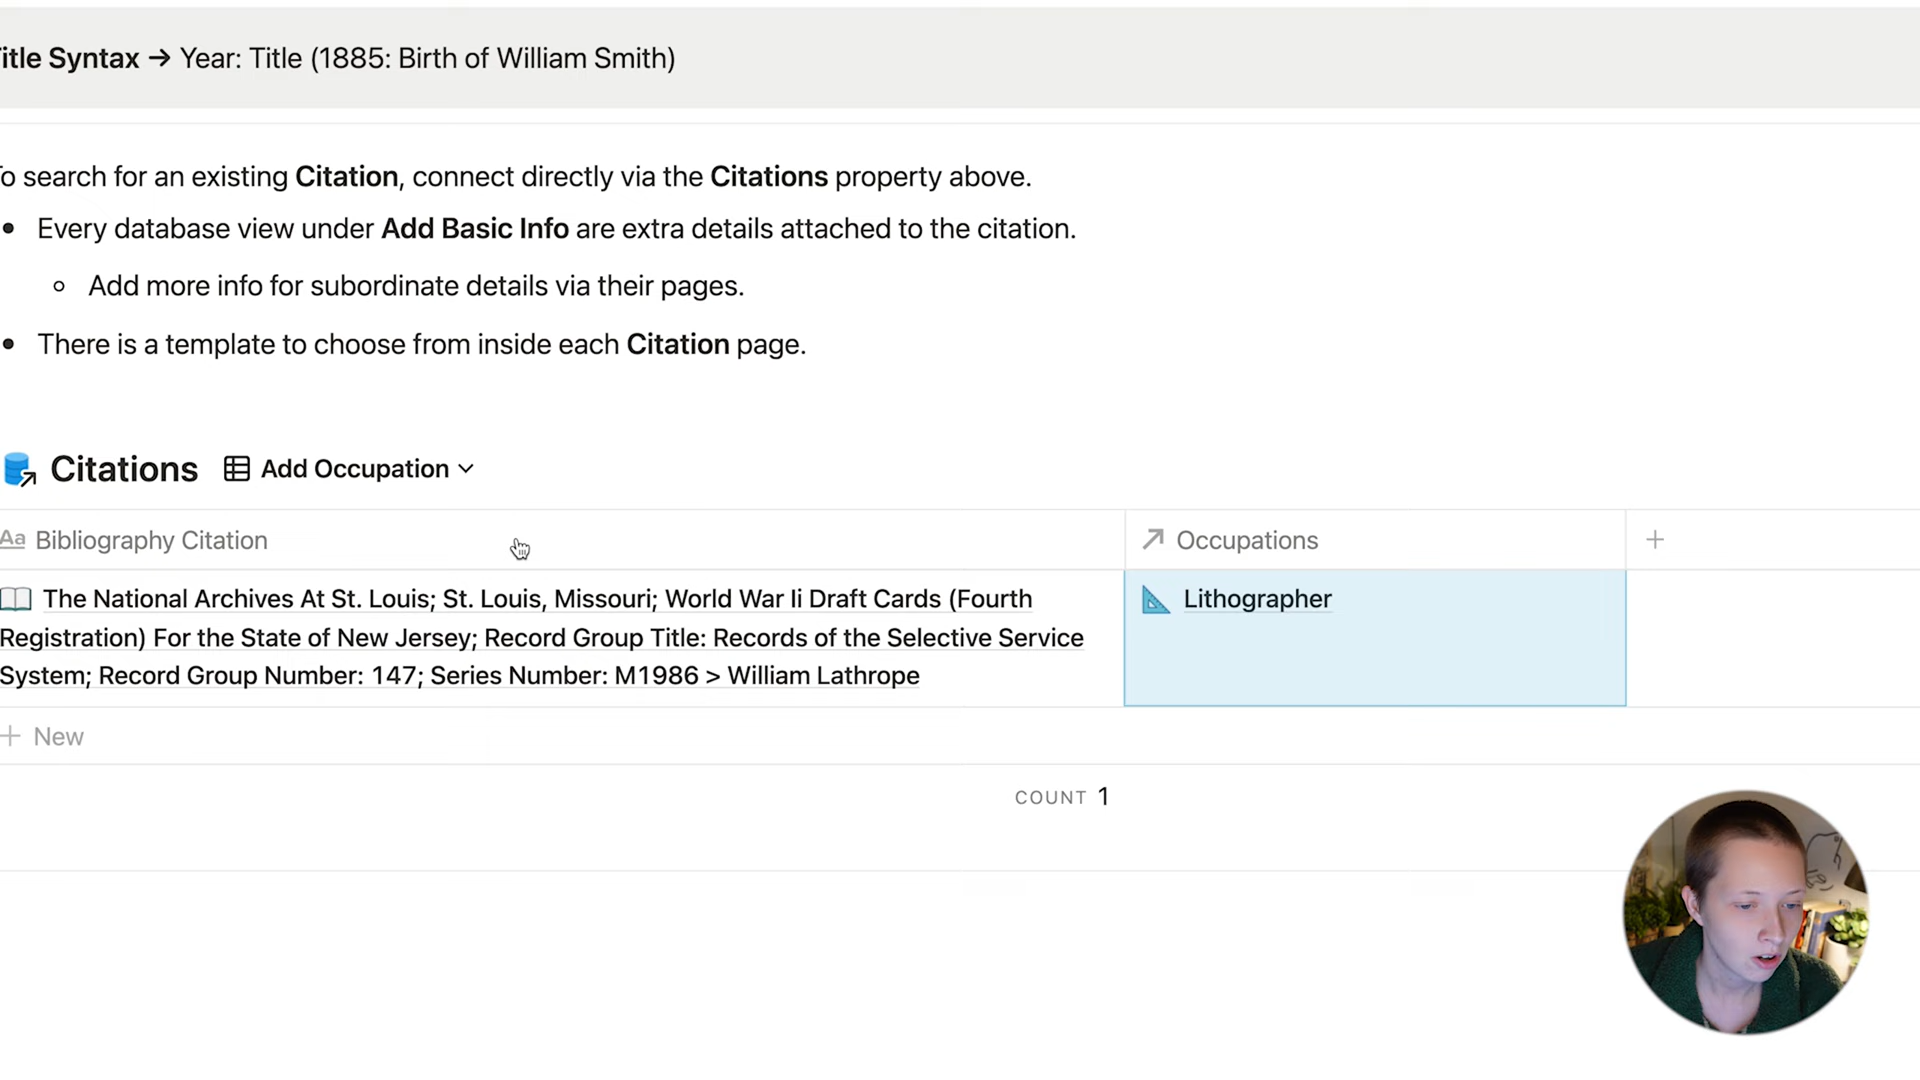 itle Syntax → Year: Title (1885: Birth of William Smith)
o search for an existing Citation, connect directly via the Citations property above.
• Every database view under Add Basic Info are extra details attached to the citation.
◦ Add more info for subordinate details via their pages.
• There is a template to choose from inside each Citation page.
Citations Add Occupation
Aa Bibliography Citation Occupations +
The National Archives At St. Louis; St. Louis, Missouri; World War Ii Draft Cards (Fourth
Registration) For the State of New Jersey; Record Group Title: Records of the Selective Service
System; Record Group Number: 147; Series Number: M1986 > William Lathrope
Lithographer
+ New
COUNT 1